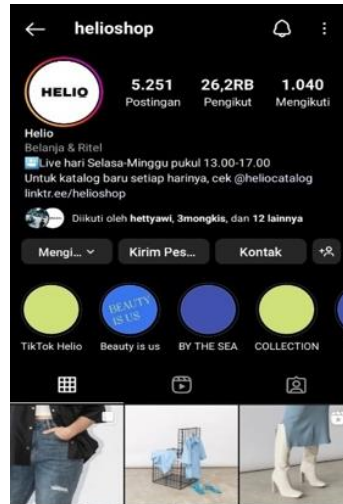 helioshop
HELIO
5.251 26,2RB 1.040
Postingan Pengikut Mengikuti
Helio
Belanja & Ritel
Live hari Selasa-Minggu pukul 13.00-17.00
Untuk katalog baru setiap harinya, cek @heliocatalog
linktr.ee/helioshop
Diikuti oleh hettyawi, 3mongkis, dan 12 lainnya
Mengi... Kirim Pes... Kontak
BEAUTY
IS US
TikTok Helio Beauty is us BY THE SEA COLLECTION